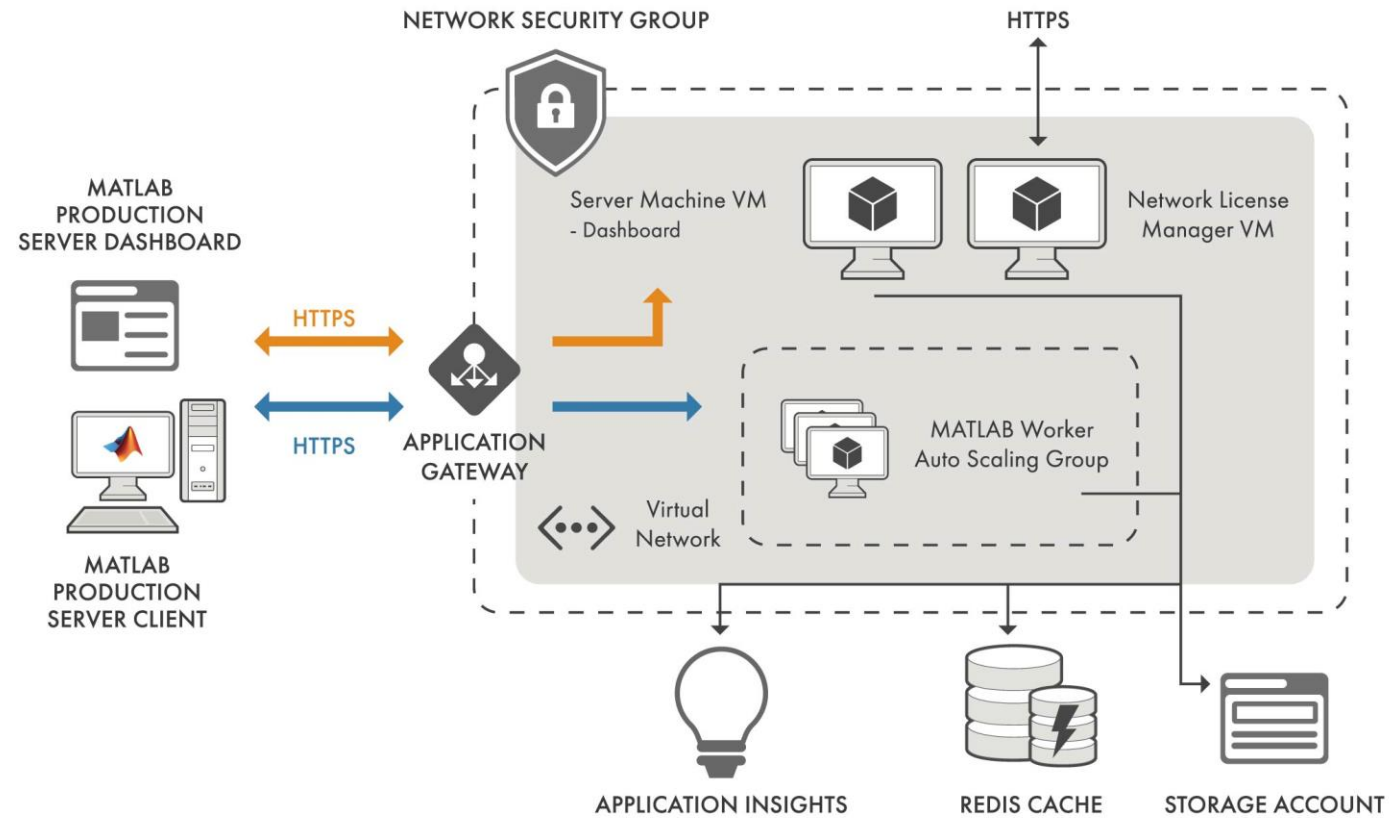 NETWORK SECURITY GROUP
HTTPS
MATLAB
PRODUCTION
SERVER DASHBOARD
Server Machine VM
- Dashboard
Network License
Manager VM
HTTPS
HTTPS
APPLICATION
GATEWAY
MATLAB Worker
Auto Scaling Group
Virtual
Network
MATLAB
PRODUCTION
SERVER CLIENT
APPLICATION INSIGHTS
REDIS CACHE
STORAGE ACCOUNT